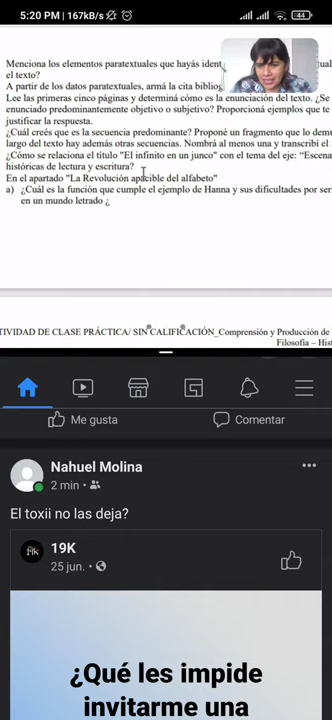 5:20 PM | 167kB/s
44
Menciona los elementos paratextuales que hayás ident
el texto?
A partir de los datos paratextuales, armá la cita bibliog
Lee las primeras cinco páginas y determiná cómo es la enunciación del texto. ¿Se
enunciado predominantemente objetivo o subjetivo? Proporcioná ejemplos que te
justificar la respuesta.
¿Cuál creés que es la secuencia predominante? Proponé un fragmento que lo demu
largo del texto hay además otras secuencias. Nombrá al menos una y transcribí el
¿Cómo se relaciona el título "El infinito en un junco" con el tema del eje: "Escena
históricas de lectura y escritura?
En el apartado "La Revolución apacible del alfabeto"
a) ¿Cuál es la función que cumple el ejemplo de Hanna y sus dificultades por ser
en un mundo letrado ¿
TIVIDAD DE CLASE PRÁCTICA/ SIN CALIFICACIÓN_Comprensión y Producción de
Filosofía – Hist
Me gusta
Comentar
Nahuel Molina
2 min •
El toxii no las deja?
19K
19K
25 jun. •
¿Qué les impide
invitarme una